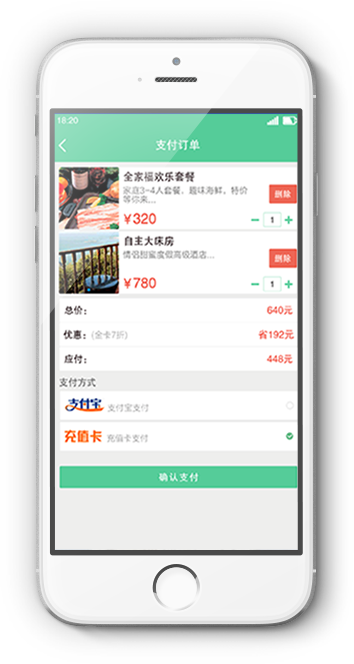 18:20
支付订单
全家福欢乐套餐
家庭3~4人套餐，趣味海鲜，特价
等你来...
删除
¥320
1
自主大床房
情侣甜蜜度假高级酒店...
删除
¥780
1
总价： 640元
优惠：(金卡7折) 省192元
应付： 448元
支付方式
支付宝 支付宝支付
充值卡 充值卡支付
确认支付